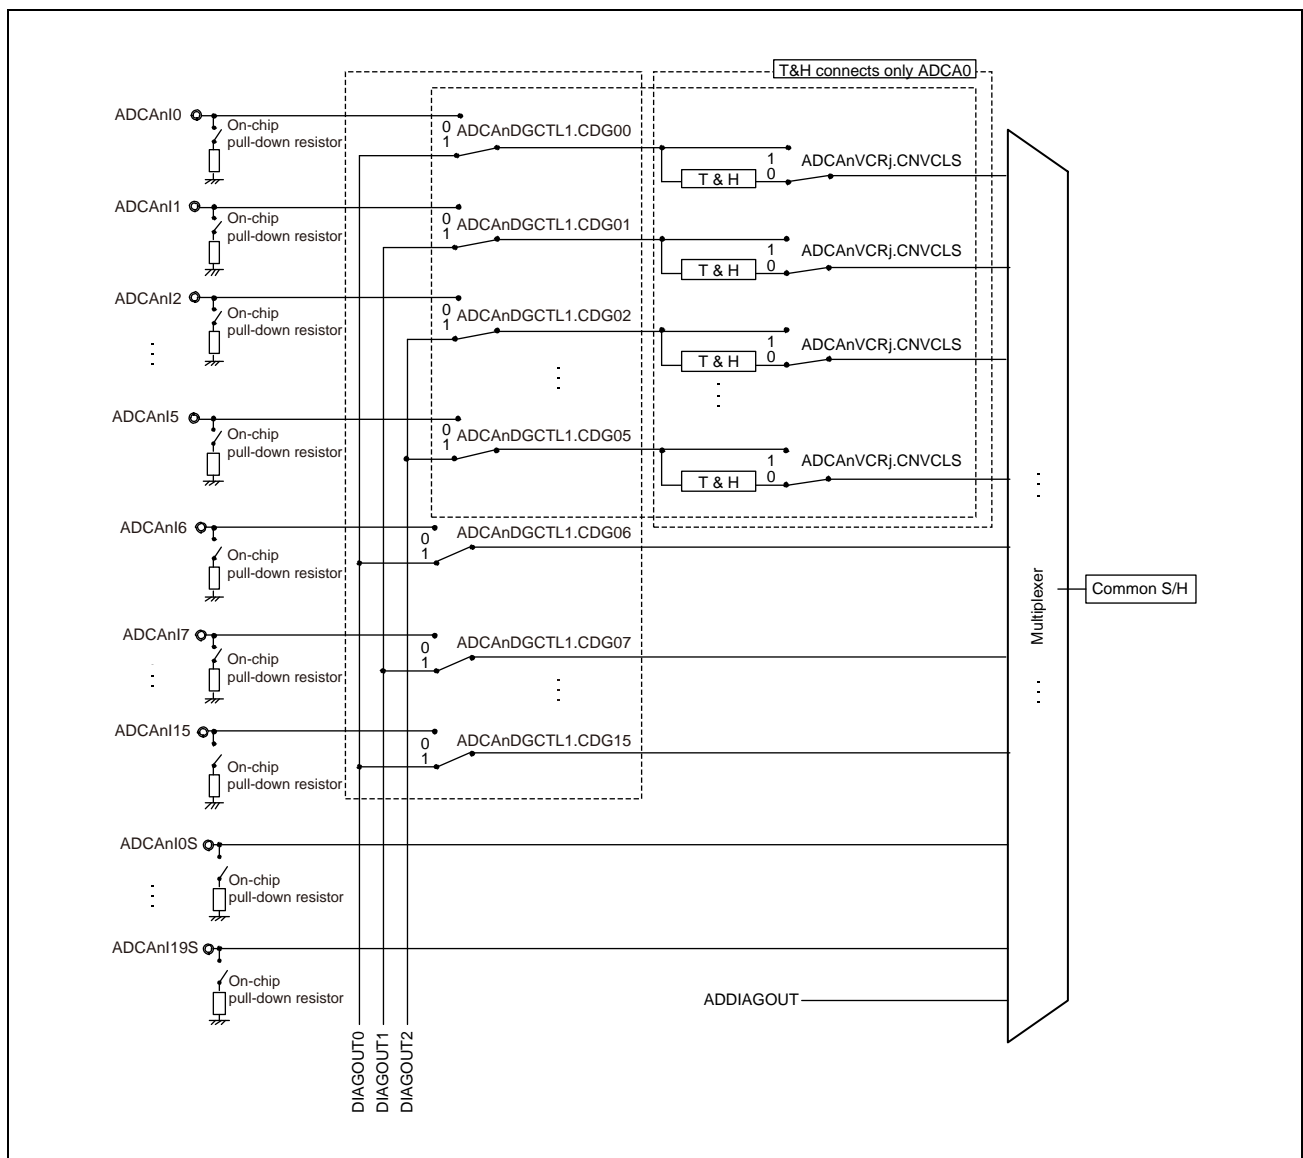 T&H connects only ADCA0
ADCAnI0
On-chip
pull-down resistor
0
1
ADCAnDGCTL1.CDG00
T & H
1
0
ADCAnVCRj.CNVCLS
ADCAnI1
On-chip
pull-down resistor
0
1
ADCAnDGCTL1.CDG01
T & H
1
0
ADCAnVCRj.CNVCLS
ADCAnI2
On-chip
pull-down resistor
0
1
ADCAnDGCTL1.CDG02
T & H
1
0
ADCAnVCRj.CNVCLS
ADCAnI5
On-chip
pull-down resistor
0
1
ADCAnDGCTL1.CDG05
T & H
1
0
ADCAnVCRj.CNVCLS
ADCAnI6
On-chip
pull-down resistor
0
1
ADCAnDGCTL1.CDG06
Multiplexer
Common S/H
ADCAnI7
On-chip
pull-down resistor
0
1
ADCAnDGCTL1.CDG07
ADCAnI15
On-chip
pull-down resistor
0
1
ADCAnDGCTL1.CDG15
ADCAnI0S
On-chip
pull-down resistor
ADCAnI19S
On-chip
pull-down resistor
ADDIAGOUT
DIAGOUT0
DIAGOUT1
DIAGOUT2